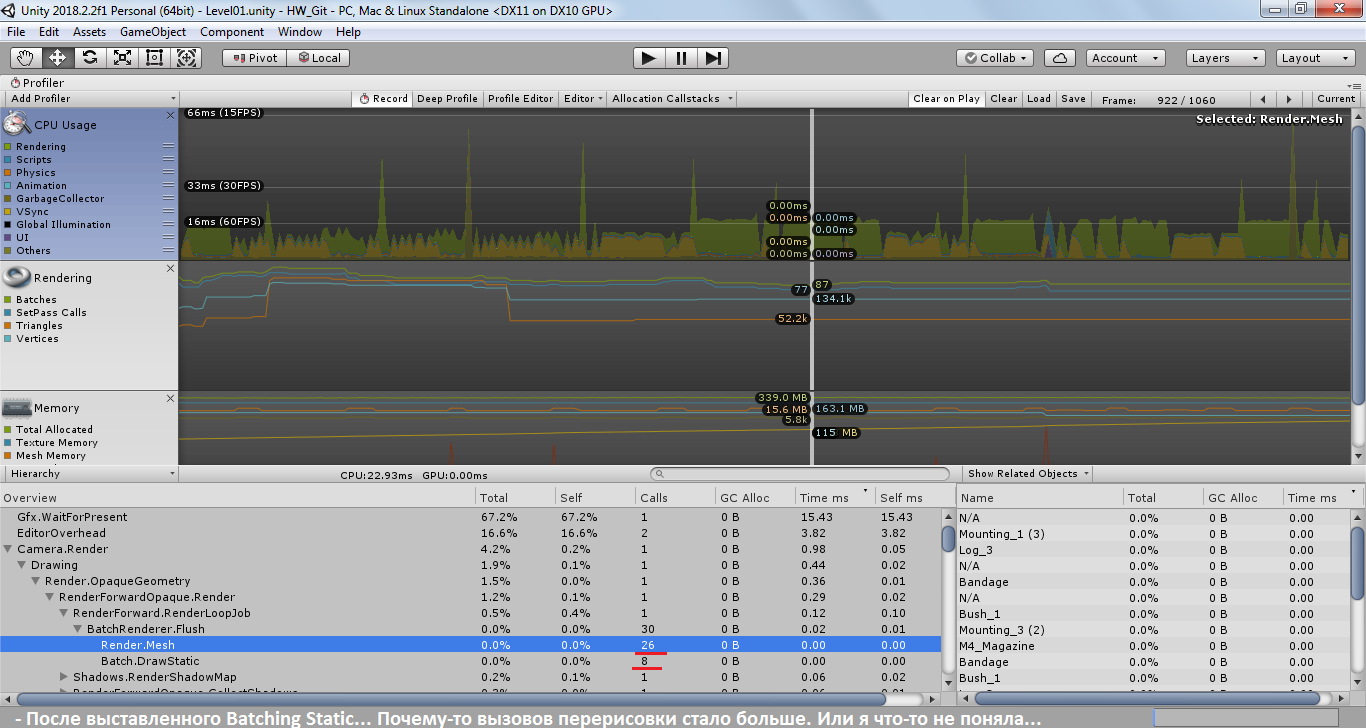 Unity 2018.2.2f1 Personal (64bit) - Level01.unity - HW_Git - PC, Mac & Linux Standalone <DX11 on DX10 GPU>
File Edit Assets GameObject Component Window Help
Pivot Local Collab Account Layers Layout
Profiler
Add Profiler Record Deep Profile Profile Editor Editor Allocation Callstacks Clear on Play Clear Load Save Frame: 922 / 1060 Current
CPU Usage
Rendering
Scripts
Physics
Animation
GarbageCollector
VSync
Global Illumination
UI
Others
66ms (15FPS)
Selected: Render.Mesh
33ms (30FPS)
16ms (60FPS)
0.00ms
0.00ms 0.00ms
0.00ms
0.00ms
0.00ms 0.00ms
Rendering
Batches
SetPass Calls
Triangles
Vertices
77 87
134.1k
52.2k
Memory
Total Allocated
Texture Memory
Mesh Memory
339.0 MB
15.6 MB 163.1 MB
5.8k
115 MB
Hierarchy CPU:22.93ms GPU:0.00ms Show Related Objects
Overview Total Self Calls GC Alloc Time ms Self ms
Gfx.WaitForPresent 67.2% 67.2% 1 0 B 15.43 15.43
EditorOverhead 16.6% 16.6% 2 0 B 3.82 3.82
Camera.Render 4.2% 0.2% 1 0 B 0.98 0.05
Drawing 1.9% 0.1% 1 0 B 0.44 0.02
Render.OpaqueGeometry 1.5% 0.0% 1 0 B 0.36 0.01
RenderForwardOpaque.Render 1.2% 0.1% 1 0 B 0.29 0.02
RenderForward.RenderLoopJob 0.5% 0.4% 1 0 B 0.12 0.10
BatchRenderer.Flush 0.0% 0.0% 30 0 B 0.02 0.01
Render.Mesh 0.0% 0.0% 26 0 B 0.00 0.00
Batch.DrawStatic 0.0% 0.0% 8 0 B 0.00 0.00
Shadows.RenderShadowMap 0.2% 0.1% 1 0 B 0.06 0.02
Name Total GC Alloc Time ms
N/A 0.0% 0 B 0.00
Mounting_1 (3) 0.0% 0 B 0.00
Log_3 0.0% 0 B 0.00
N/A 0.0% 0 B 0.00
Bandage 0.0% 0 B 0.00
N/A 0.0% 0 B 0.00
Bush_1 0.0% 0 B 0.00
Mounting_3 (2) 0.0% 0 B 0.00
M4_Magazine 0.0% 0 B 0.00
Bandage 0.0% 0 B 0.00
Bush_1 0.0% 0 B 0.00
- После выставленного Batching Static... Почему-то вызовов перерисовки стало больше. Или я что-то не поняла...